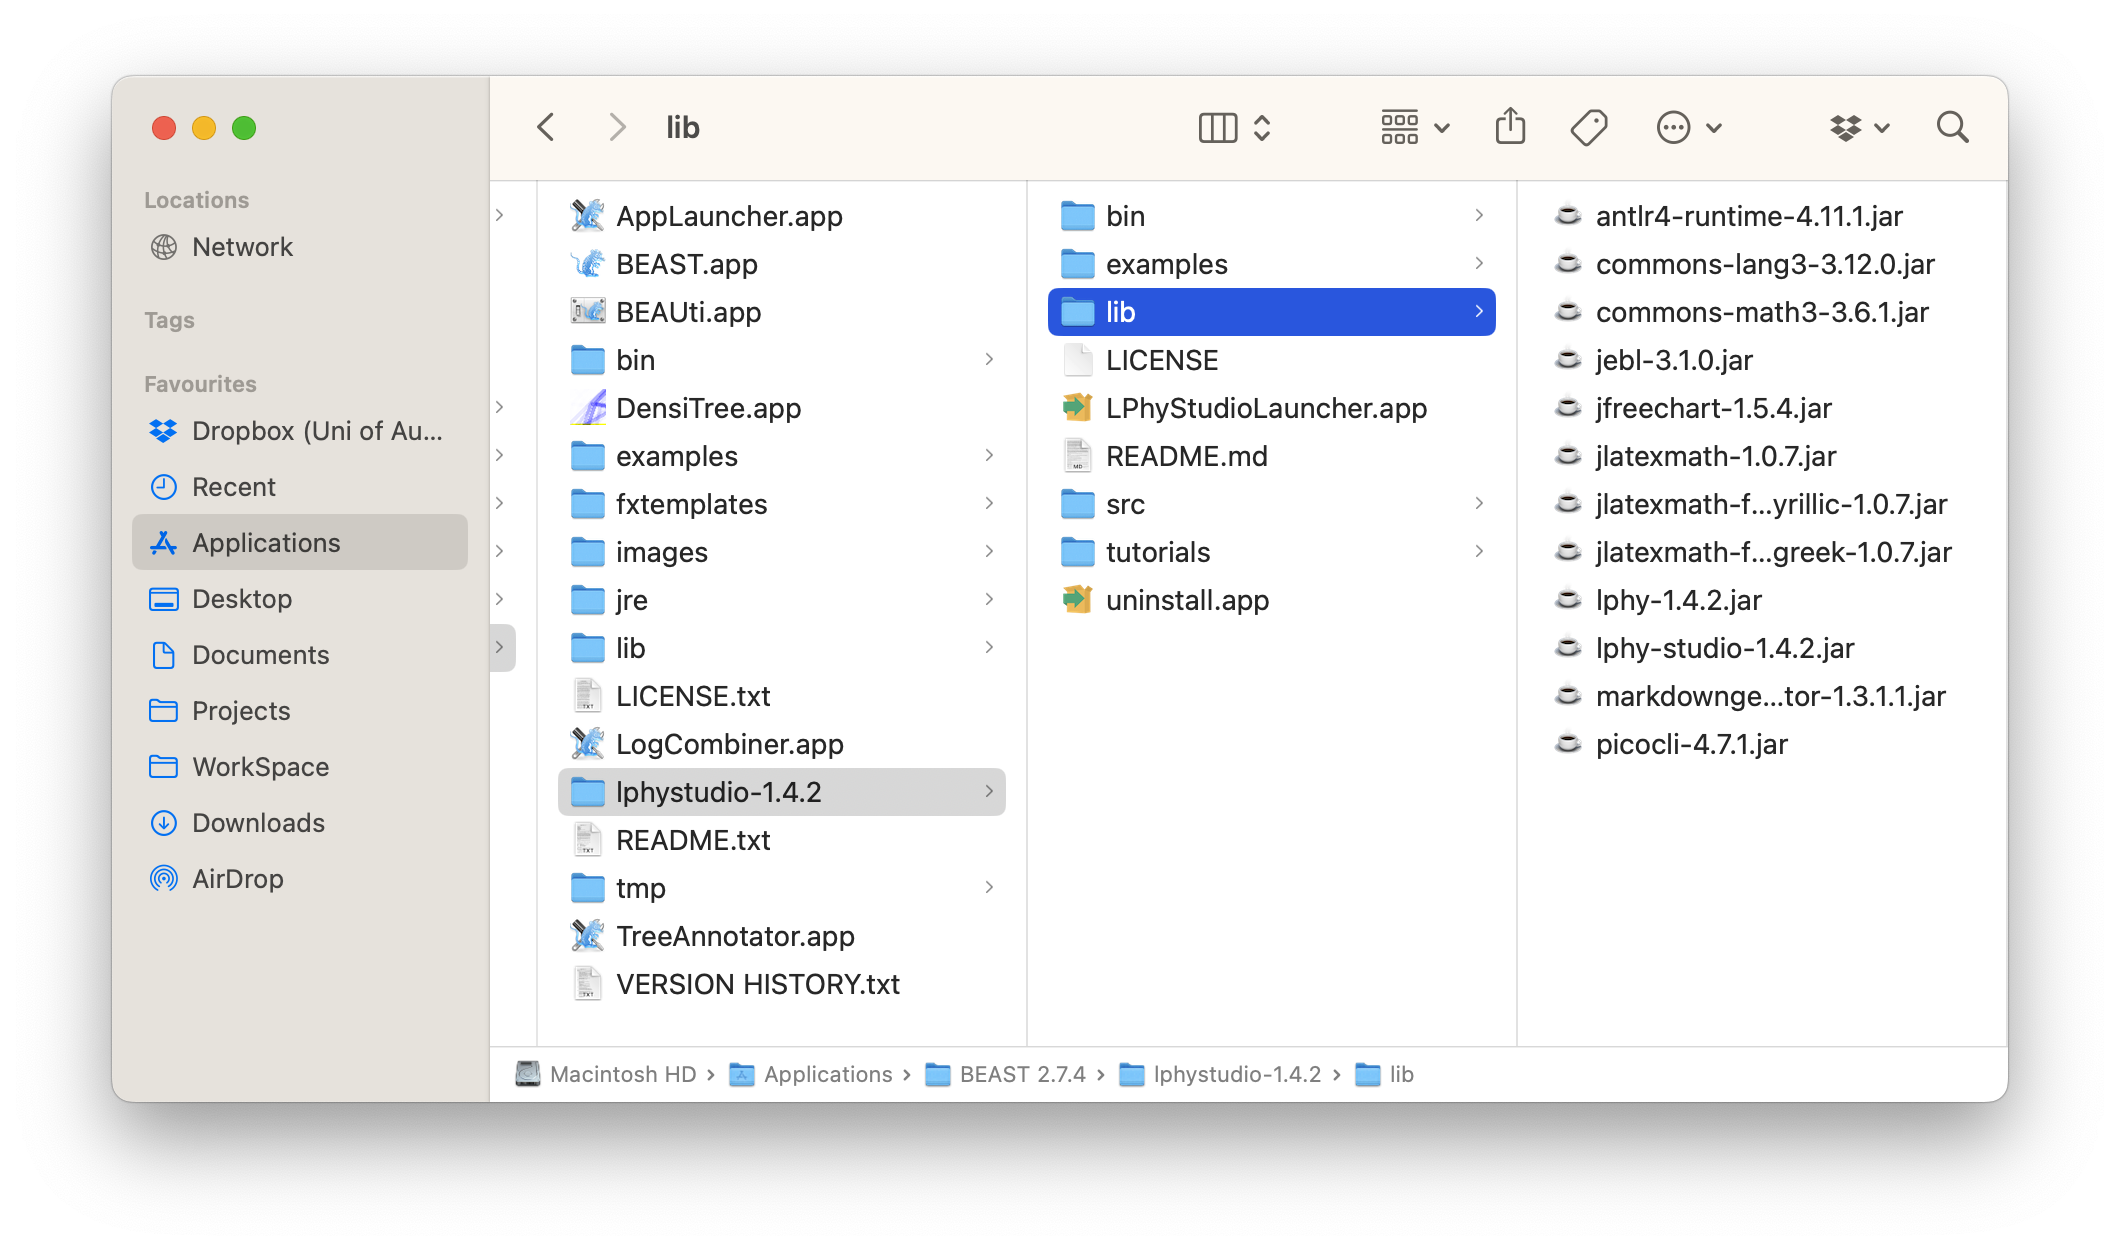 lib
Locations
Network
Tags
Favourites
Dropbox (Uni of Au...
Recent
Applications
Desktop
Documents
Projects
WorkSpace
Downloads
AirDrop
AppLauncher.app
BEAST.app
BEAUti.app
bin
DensiTree.app
examples
fxtemplates
images
jre
lib
LICENSE.txt
LogCombiner.app
lphystudio-1.4.2
README.txt
tmp
TreeAnnotator.app
VERSION HISTORY.txt
bin
examples
lib
LICENSE
LPhyStudioLauncher.app
README.md
src
tutorials
uninstall.app
antlr4-runtime-4.11.1.jar
commons-lang3-3.12.0.jar
commons-math3-3.6.1.jar
jebl-3.1.0.jar
jfreechart-1.5.4.jar
jlatexmath-1.0.7.jar
jlatexmath-f...yrillic-1.0.7.jar
jlatexmath-f...greek-1.0.7.jar
lphy-1.4.2.jar
lphy-studio-1.4.2.jar
markdownge...tor-1.3.1.1.jar
picocli-4.7.1.jar
Macintosh HD › Applications › BEAST 2.7.4 › lphystudio-1.4.2 › lib